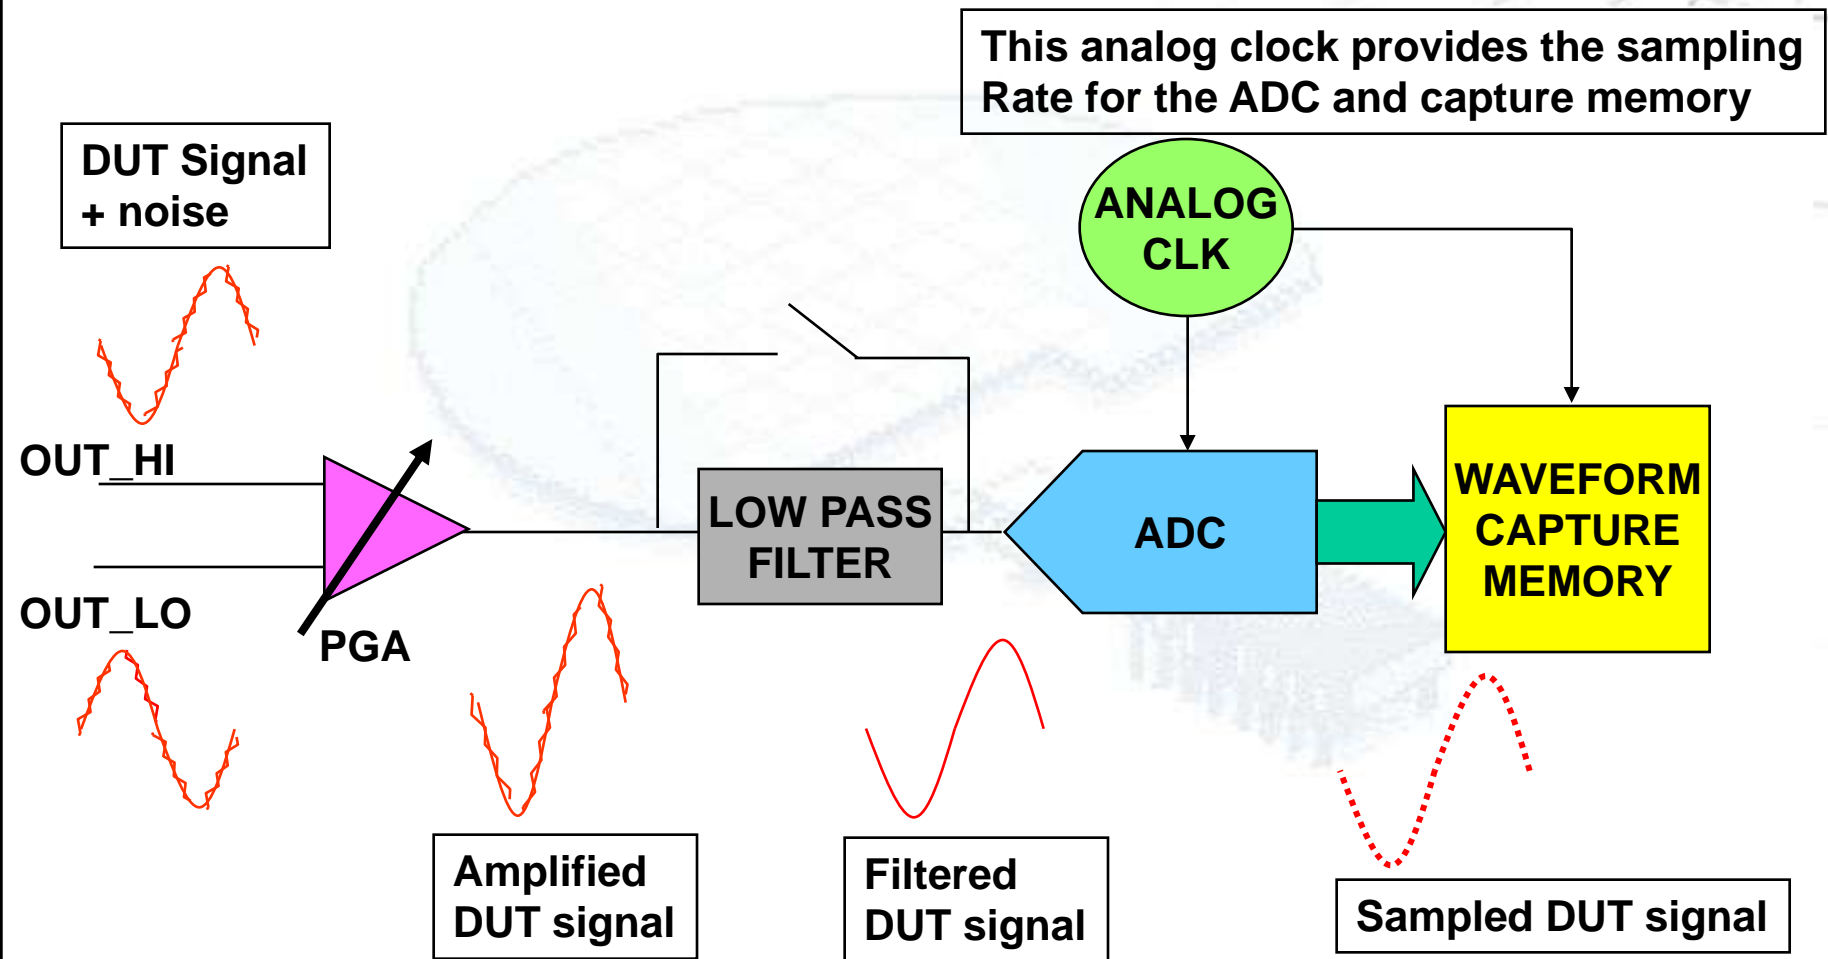 This analog clock provides the sampling
Rate for the ADC and capture memory
DUT Signal
+ noise
ANALOG
CLK
OUT_HI
OUT_LO
PGA
LOW PASS
FILTER
ADC
WAVEFORM
CAPTURE
MEMORY
Amplified
DUT signal
Filtered
DUT signal
Sampled DUT signal